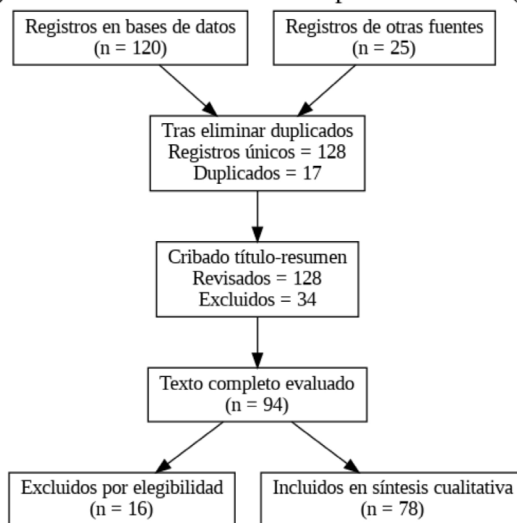 Registros en bases de datos
(n = 120)
Registros de otras fuentes
(n = 25)
Tras eliminar duplicados
Registros únicos = 128
Duplicados = 17
Cribado título-resumen
Revisados = 128
Excluidos = 34
Texto completo evaluado
(n = 94)
Excluidos por elegibilidad
(n = 16)
Incluidos en síntesis cualitativa
(n = 78)